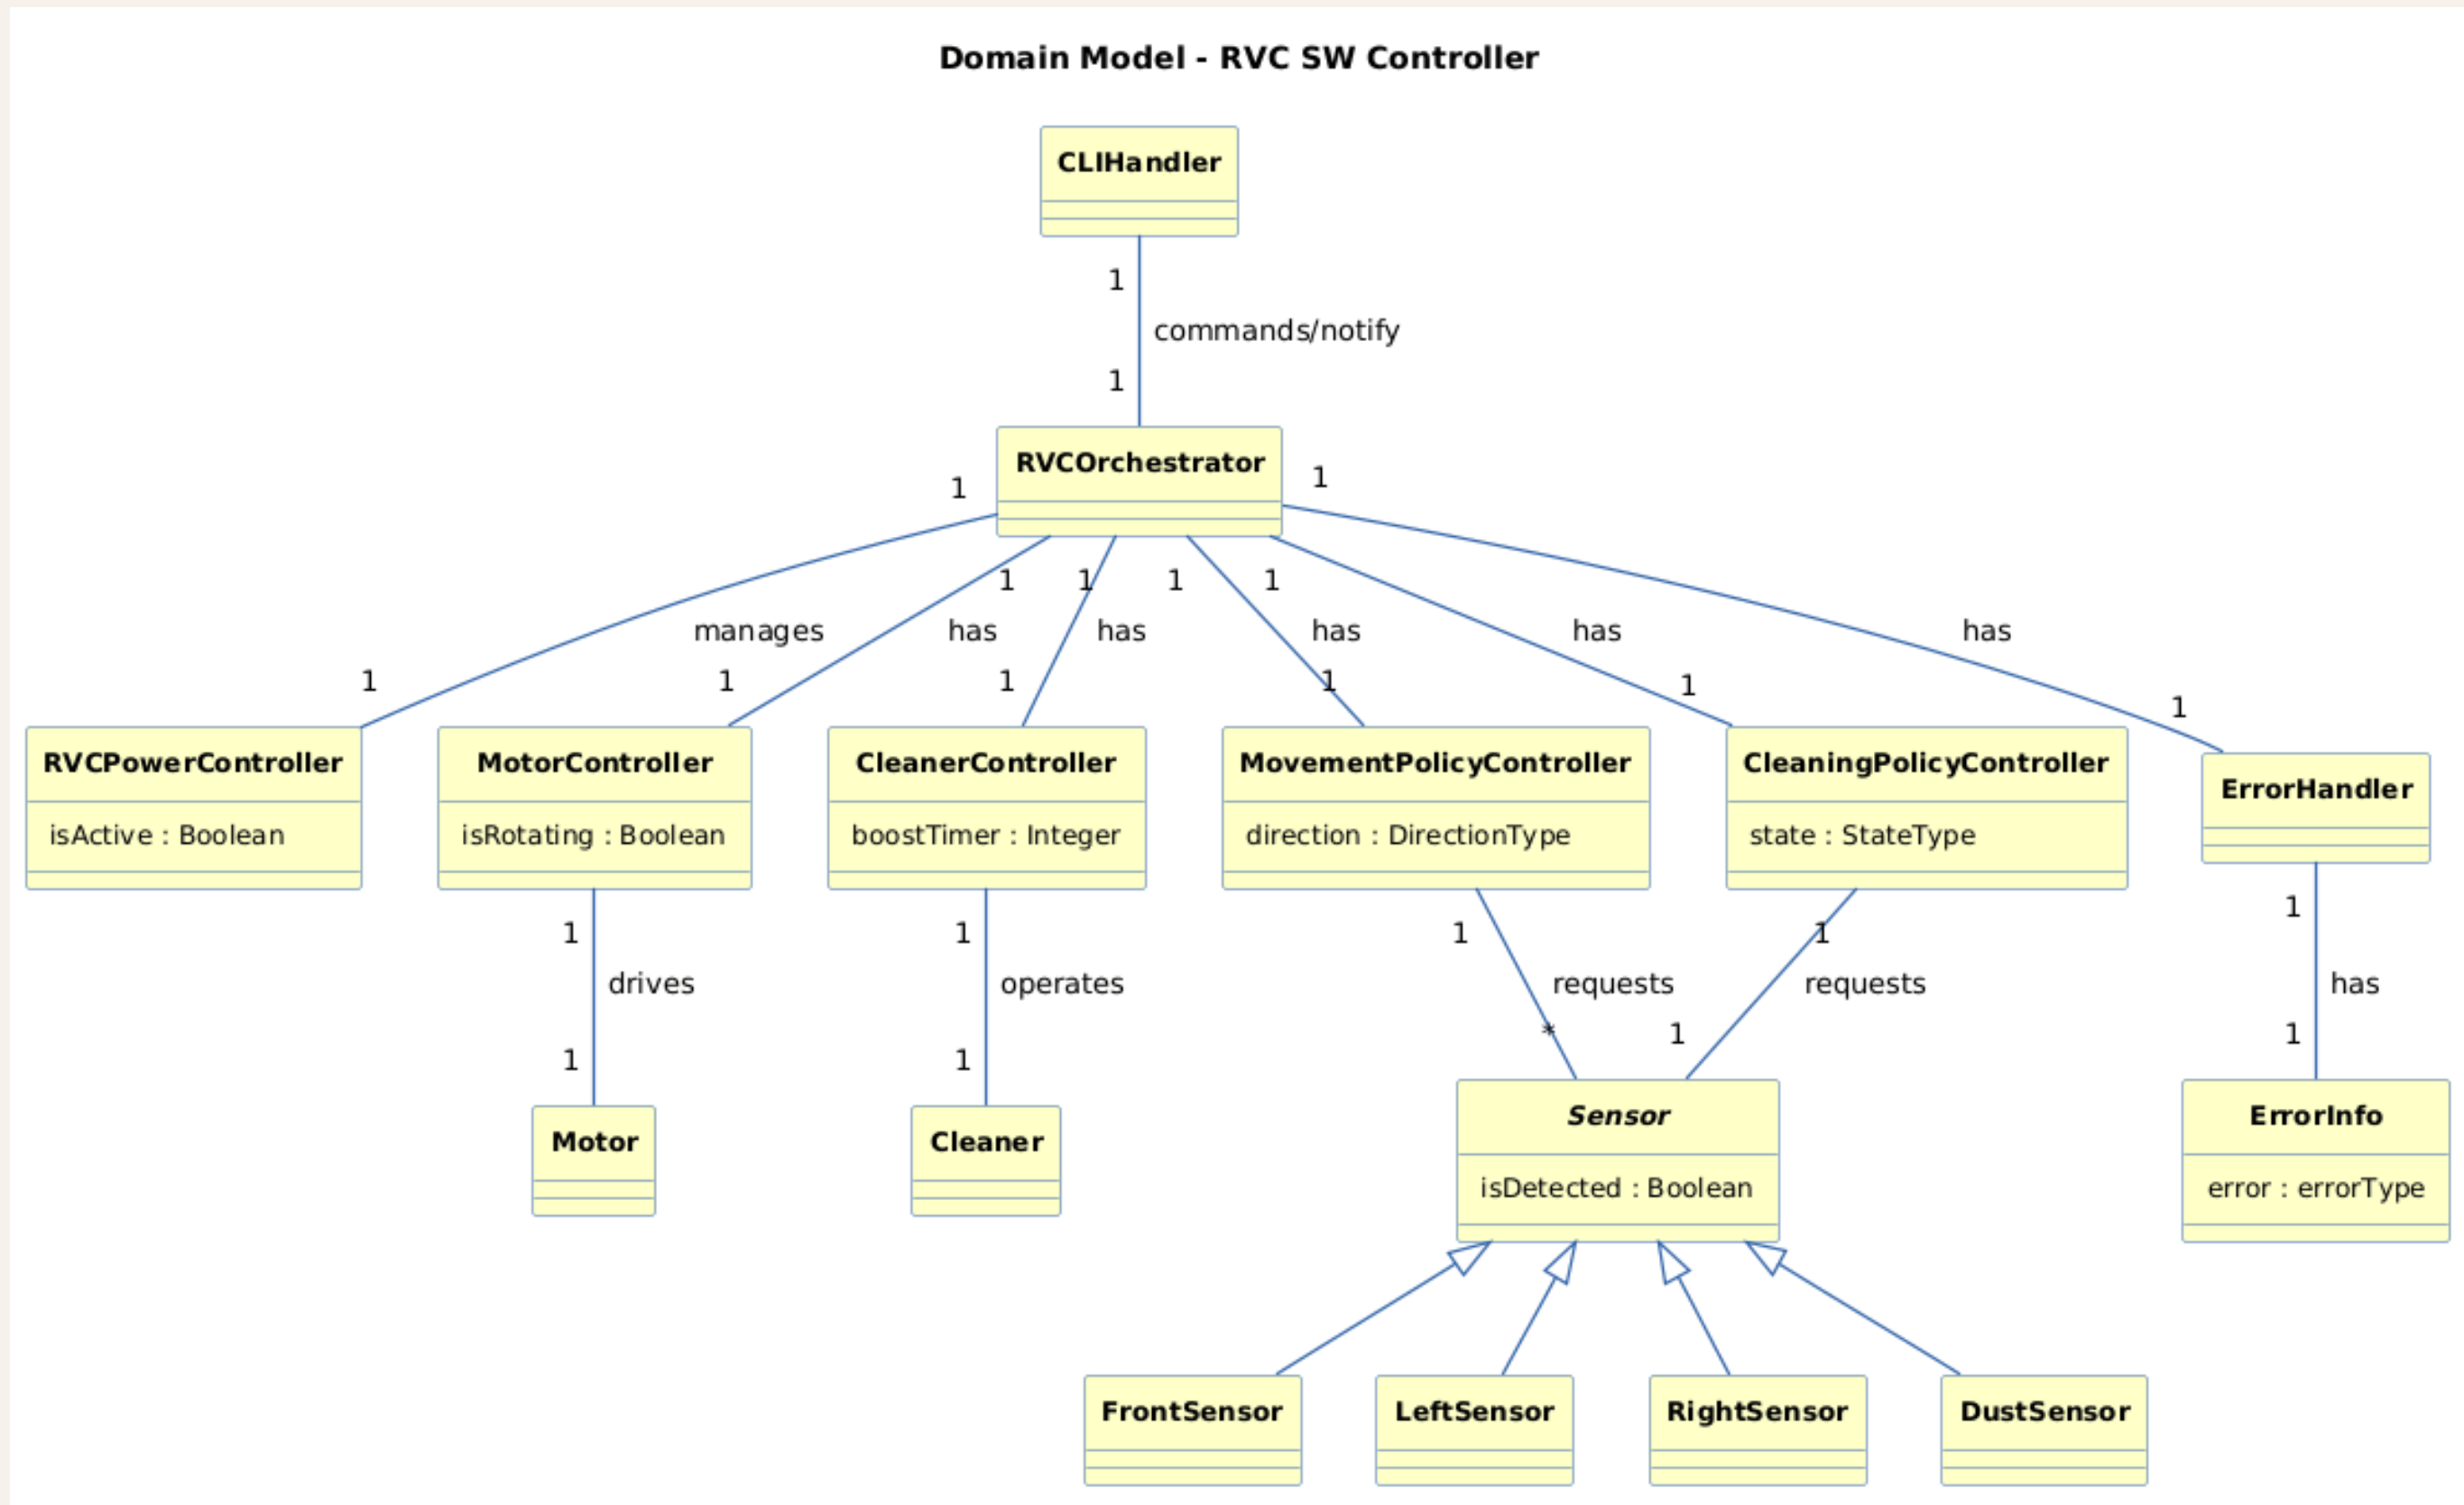 Domain Model - RVC SW Controller
CLIHandler
1
commands/notify
1
RVCOrchestrator
1
1
1
1
1
1
manages
has
has
has
has
has
1
1
1
1
1
1
RVCPowerController
isActive : Boolean
MotorController
isRotating : Boolean
CleanerController
boostTimer : Integer
MovementPolicyController
direction : DirectionType
CleaningPolicyController
state : StateType
ErrorHandler
1
drives
1
1
operates
1
1
requests
*
1
requests
1
1
has
1
Motor
Cleaner
Sensor
isDetected : Boolean
ErrorInfo
error : errorType
FrontSensor
LeftSensor
RightSensor
DustSensor